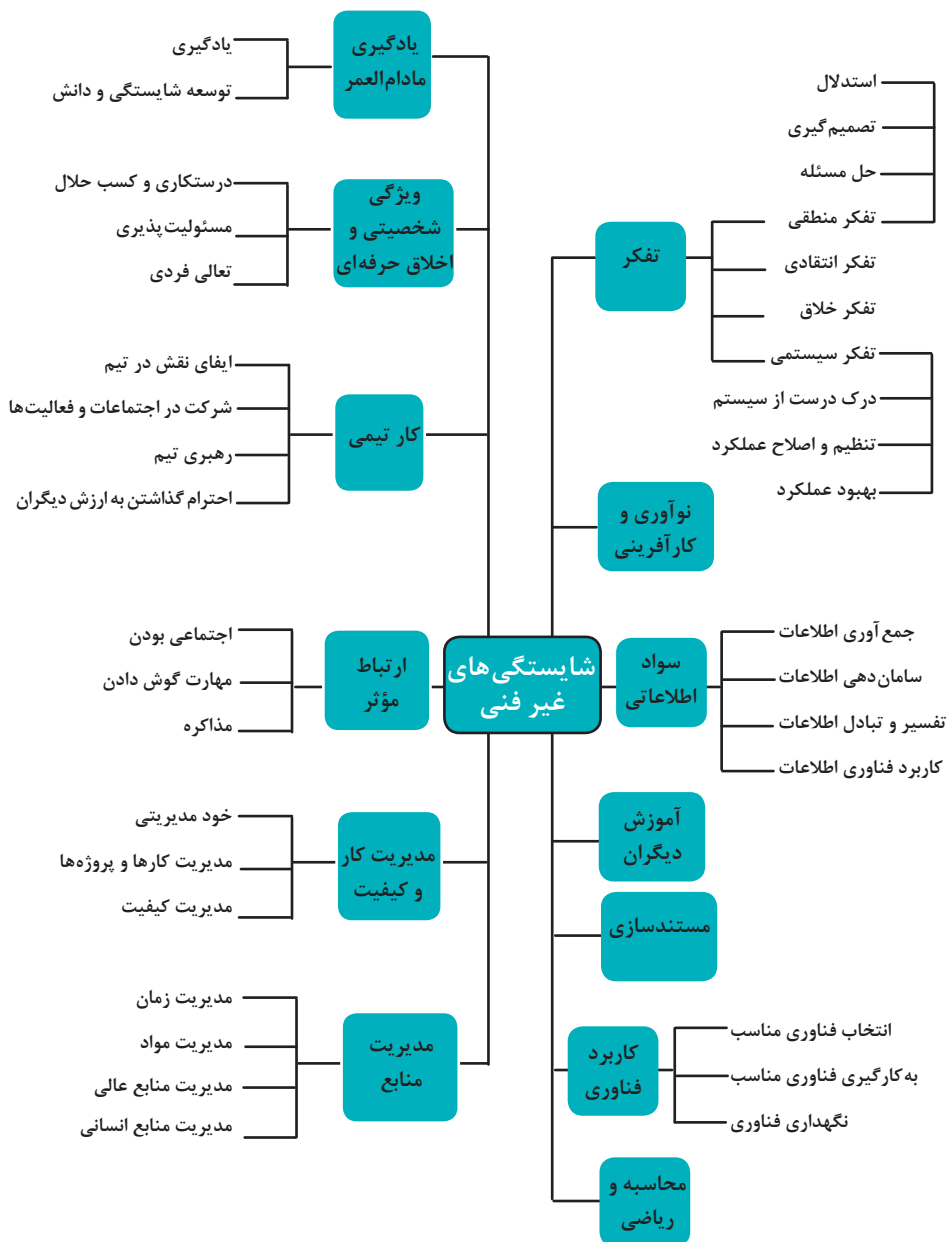 شایستگی‌های
غیر فنی
تفکر
استدلال
تصمیم‌گیری
حل مسئله
تفکر منطقی
تفکر انتقادی
تفکر خلاق
تفکر سیستمی
درک درست از سیستم
تنظیم و اصلاح عملکرد
بهبود عملکرد
نوآوری و
کارآفرینی
سواد
اطلاعاتی
جمع‌آوری اطلاعات
سامان‌دهی اطلاعات
تفسیر و تبادل اطلاعات
کاربرد فناوری اطلاعات
آموزش
دیگران
مستندسازی
کاربرد
فناوری
انتخاب فناوری مناسب
به‌کارگیری فناوری مناسب
نگهداری فناوری
محاسبه و
ریاضی
یادگیری
مادام‌العمر
یادگیری
توسعه شایستگی و دانش
ویژگی
شخصیتی و
اخلاق حرفه‌ای
درستکاری و کسب حلال
مسئولیت‌پذیری
تعالی فردی
کار تیمی
ایفای نقش در تیم
شرکت در اجتماعات و فعالیت‌ها
رهبری تیم
احترام گذاشتن به ارزش دیگران
ارتباط
مؤثر
اجتماعی بودن
مهارت گوش دادن
مذاکره
مدیریت کار
و کیفیت
خود مدیریتی
مدیریت کارها و پروژه‌ها
مدیریت کیفیت
مدیریت
منابع
مدیریت زمان
مدیریت مواد
مدیریت منابع عالی
مدیریت منابع انسانی